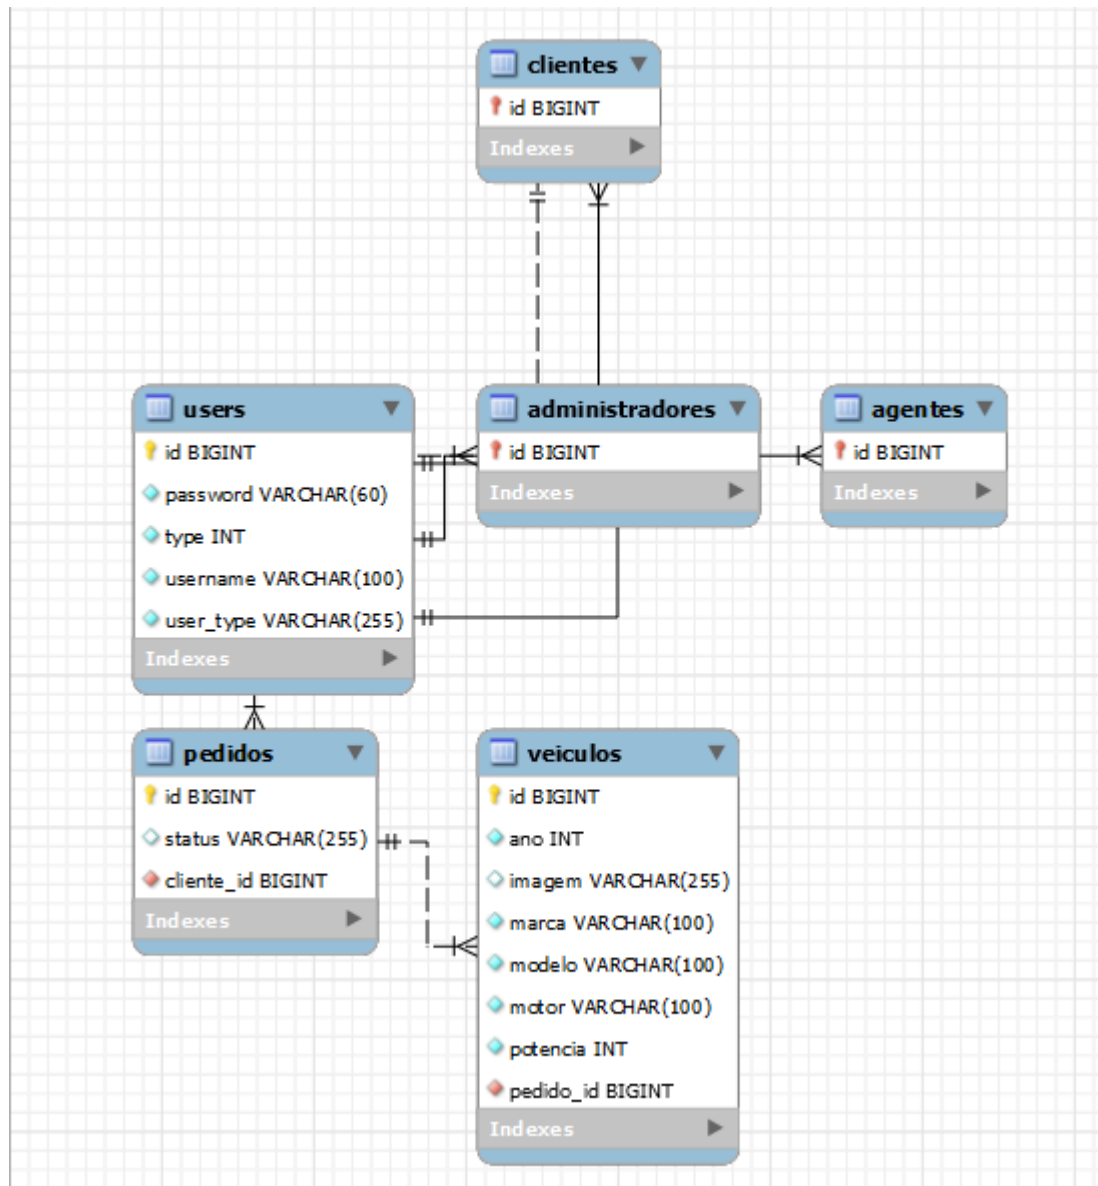 clientes
id BIGINT
Indexes
users
id BIGINT
password VARCHAR(60)
type INT
username VARCHAR(100)
user_type VARCHAR(255)
Indexes
administradores
id BIGINT
Indexes
agentes
id BIGINT
Indexes
pedidos
id BIGINT
status VARCHAR(255)
cliente_id BIGINT
Indexes
veiculos
id BIGINT
ano INT
imagem VARCHAR(255)
marca VARCHAR(100)
modelo VARCHAR(100)
motor VARCHAR(100)
potencia INT
pedido_id BIGINT
Indexes